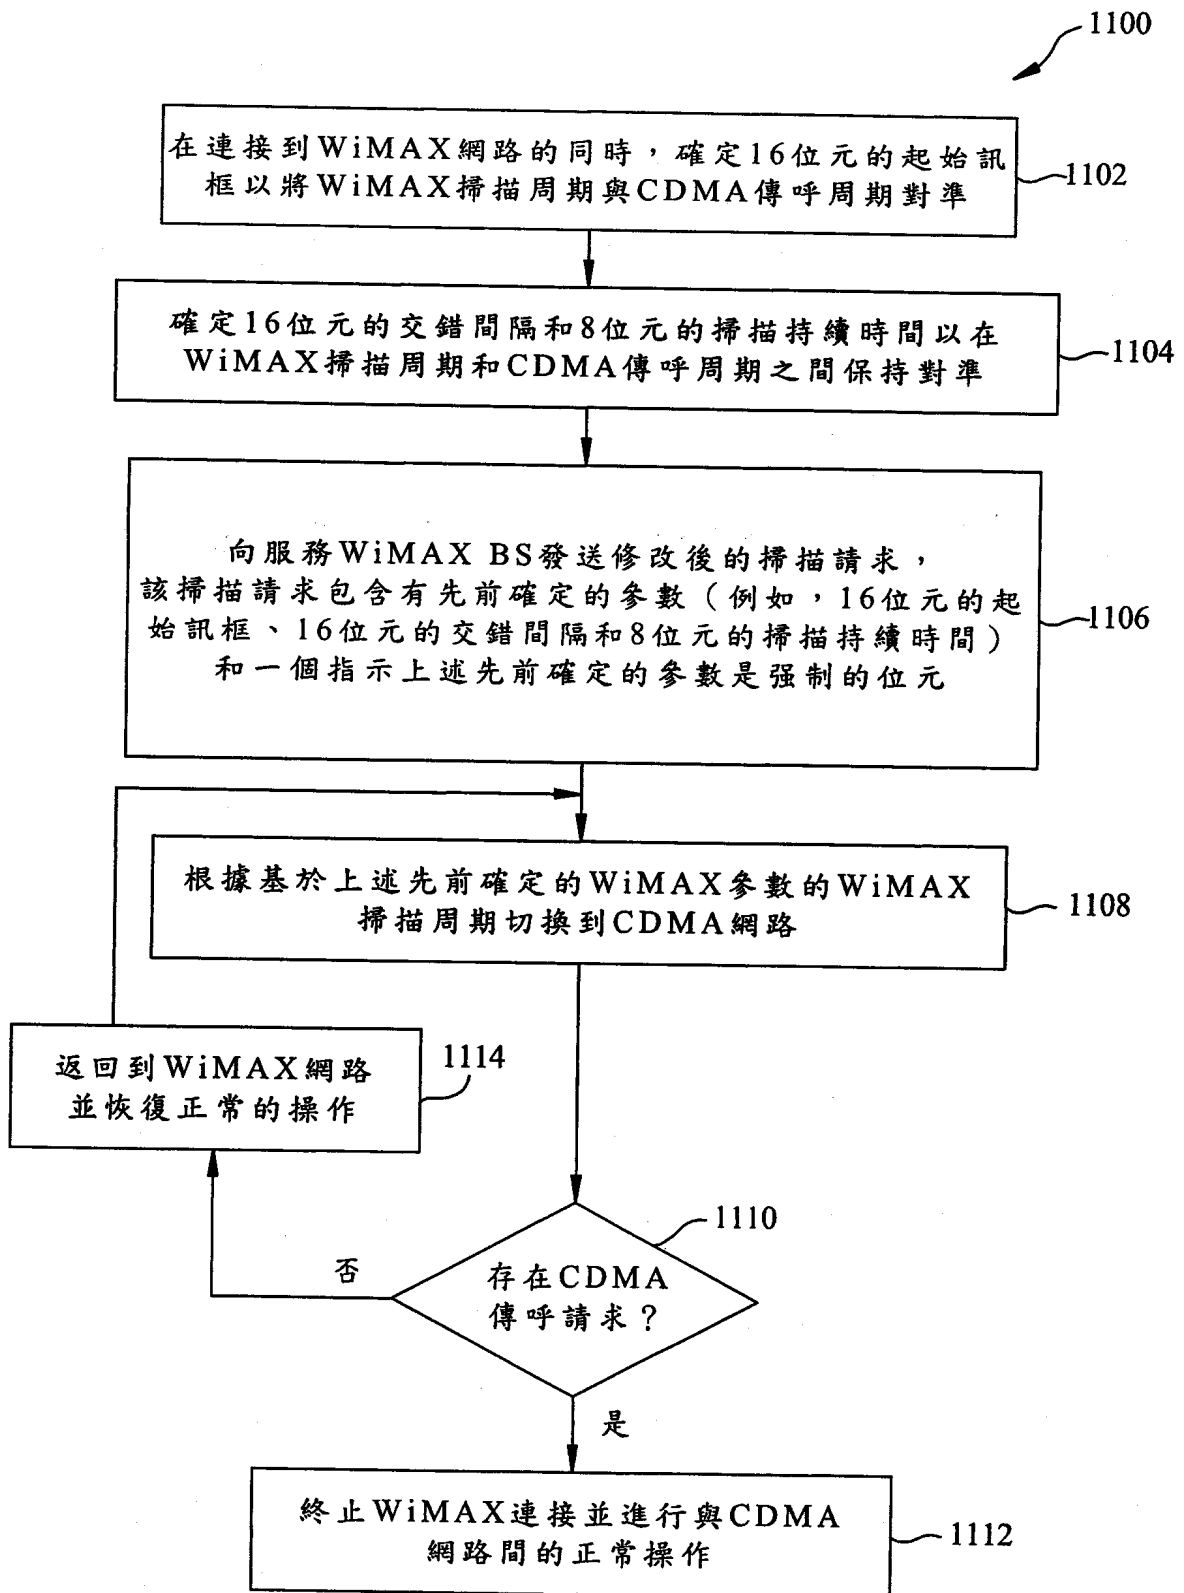 1100
在連接到WiMAX網路的同時，確定16位元的起始訊
框以將WiMAX掃描周期與CDMA傳呼周期對準
1102
確定16位元的交錯間隔和8位元的掃描持續時間以在
WiMAX掃描周期和CDMA傳呼周期之間保持對準
1104
向服務WiMAX BS發送修改後的掃描請求，
該掃描請求包含有先前確定的參數（例如，16位元的起
始訊框、16位元的交錯間隔和8位元的掃描持續時間）
和一個指示上述先前確定的參數是强制的位元
1106
根據基於上述先前確定的WiMAX參數的WiMAX
掃描周期切換到CDMA網路
1108
返回到WiMAX網路
並恢復正常的操作
1114
1110
存在CDMA
傳呼請求？
否
是
終止WiMAX連接並進行與CDMA
網路間的正常操作
1112